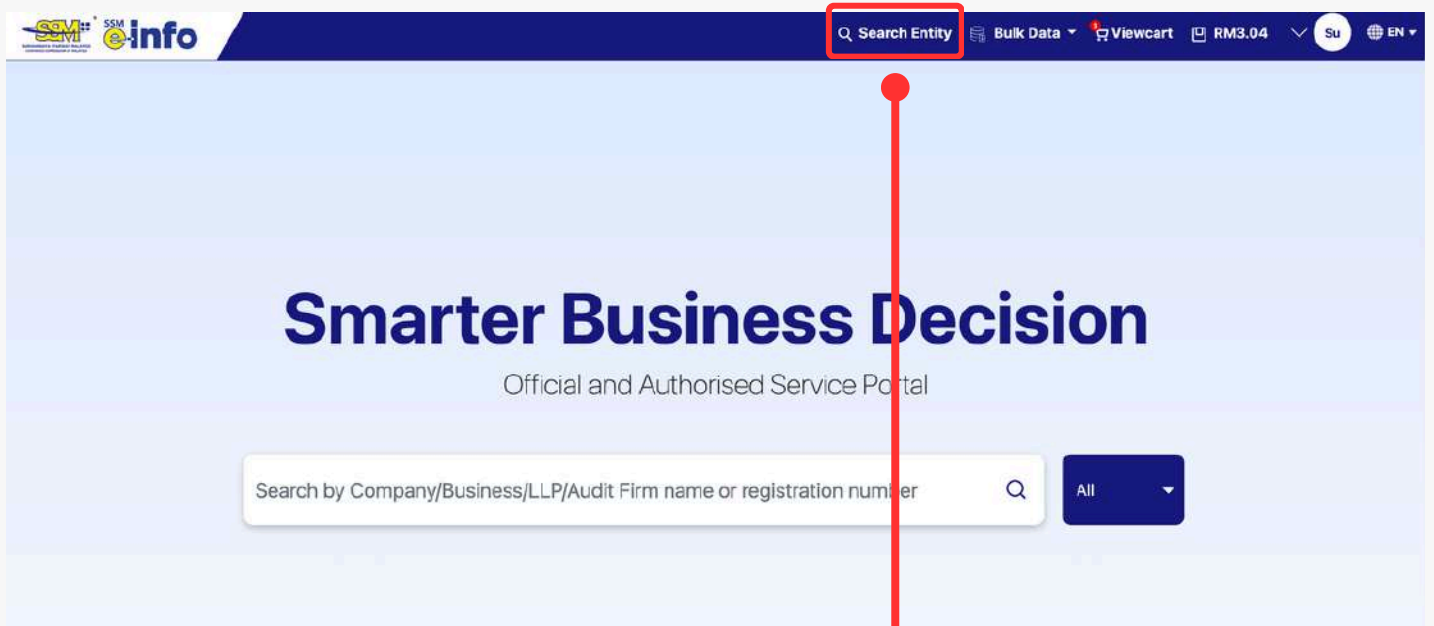 SSM
SSM
e-info
Search Entity
Bulk Data
Viewcart
RM3.04
Su
EN
Smarter Business Decision
Official and Authorised Service Portal
Search by Company/Business/LLP/Audit Firm name or registration number
All